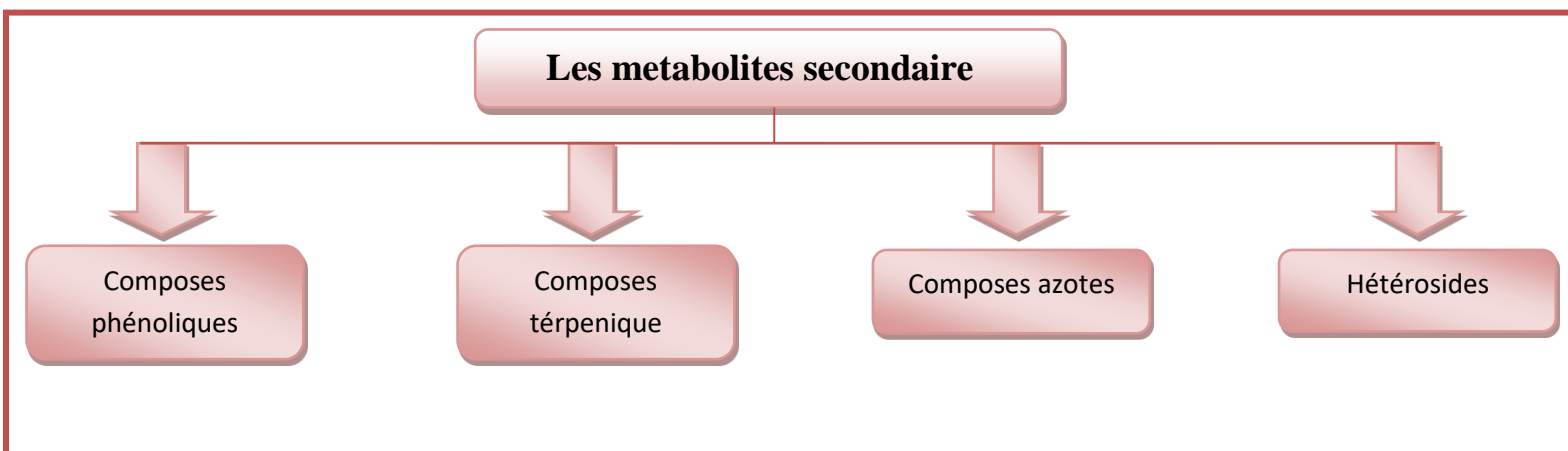 Les metabolites secondaire
Composes
phénoliques
Composes
térpenique
Composes azotes
Hétérosides